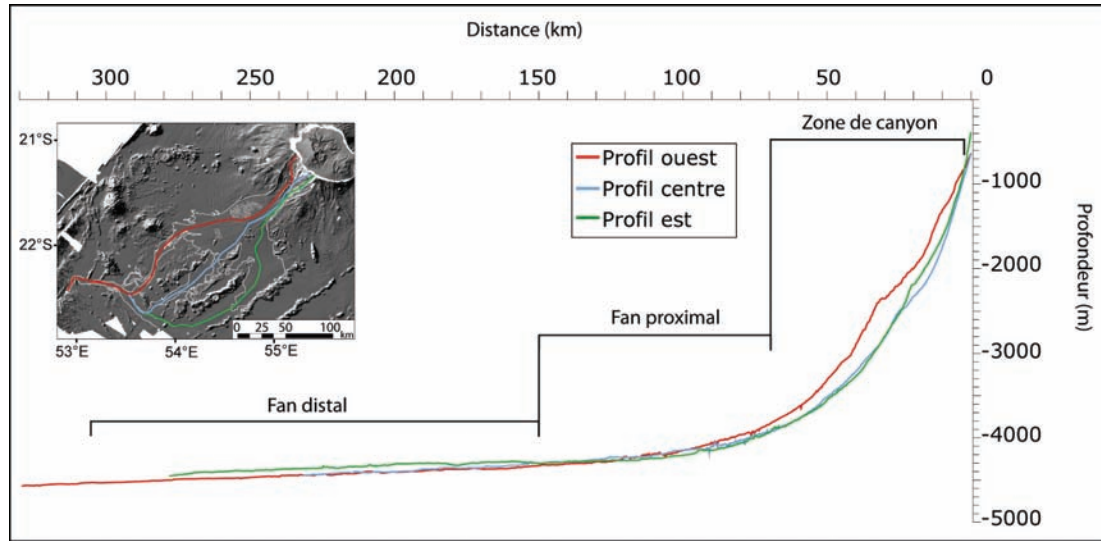 Distance (km)
300 250 200 150 100 50 0
Zone de canyon
21°S
22°S
53°E 54°E 55°E
0 25 50 100
km
Profil ouest
Profil centre
Profil est
Fan proximal
Fan distal
-1000
-2000
-3000
-4000
-5000
Profondeur (m)